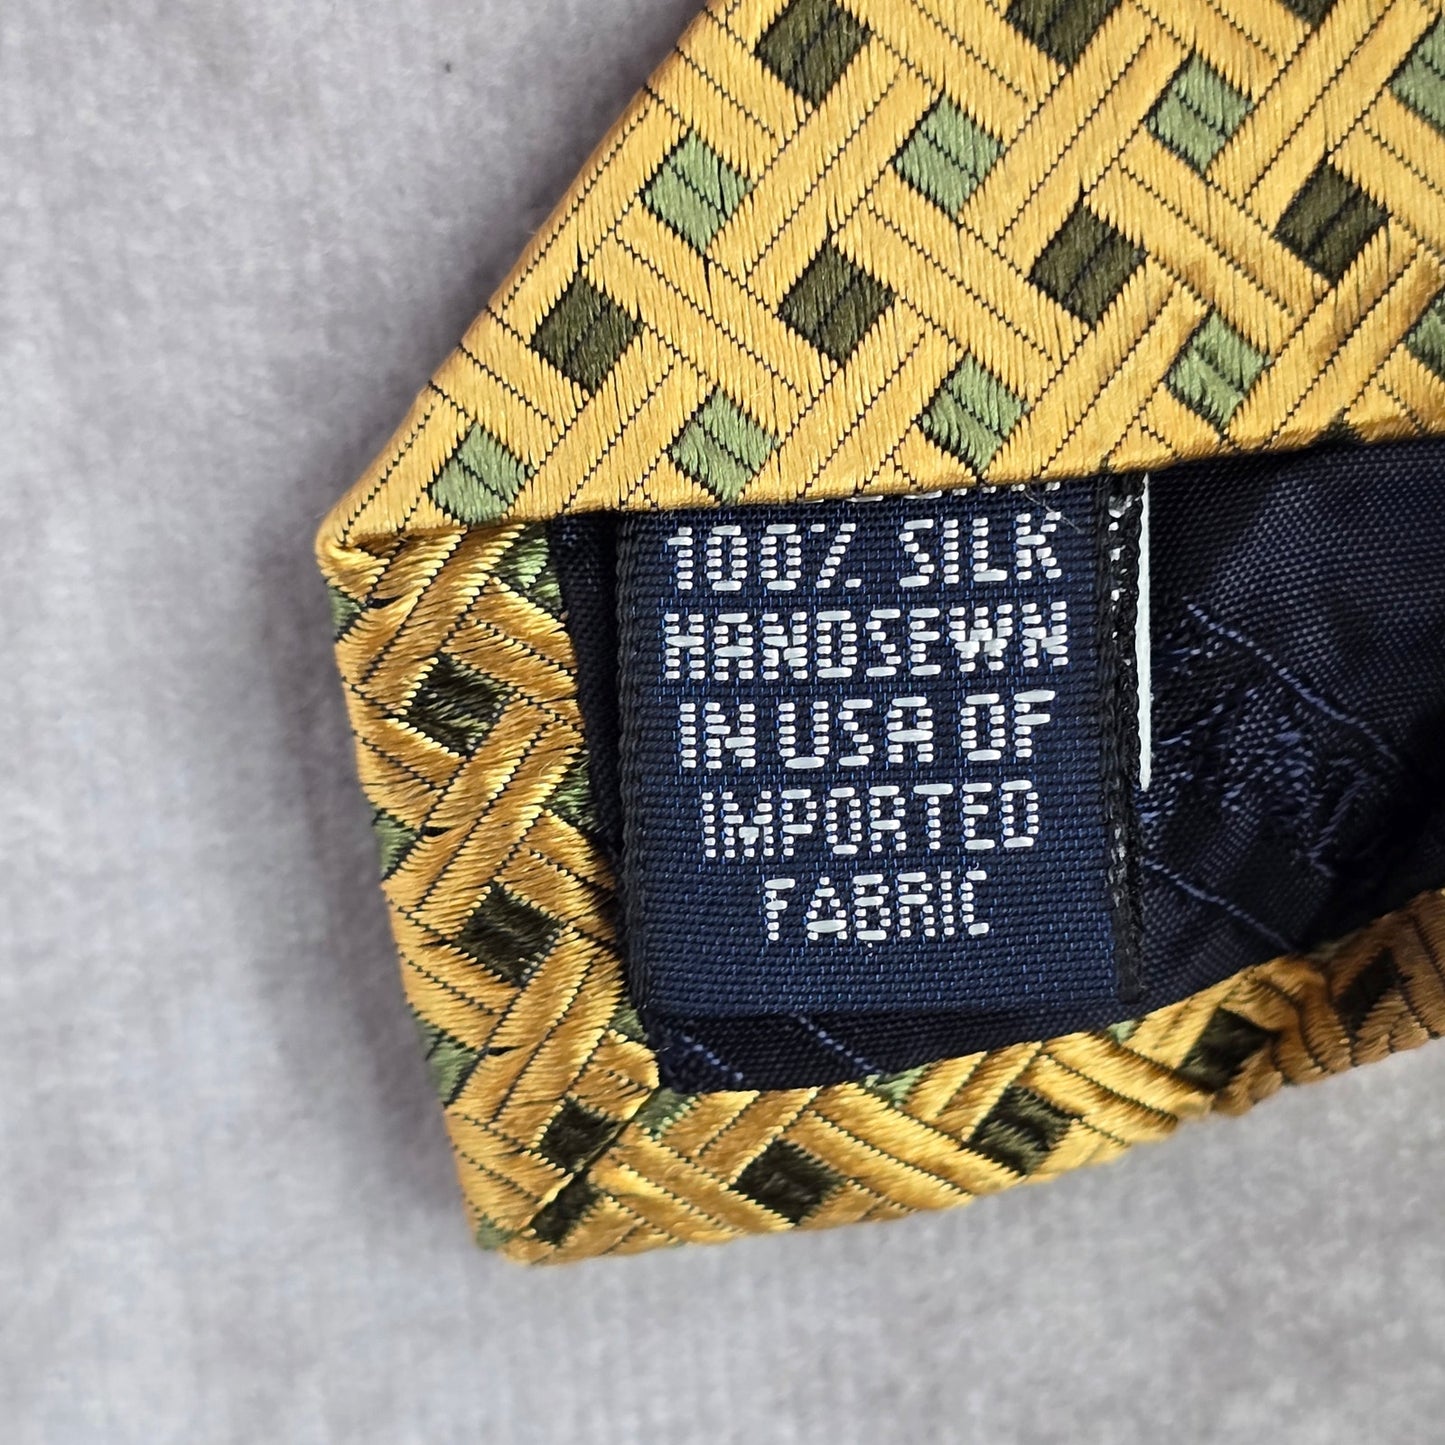 100% SILK
HANDSEWN
IN USA OF
IMPORTED
FABRIC